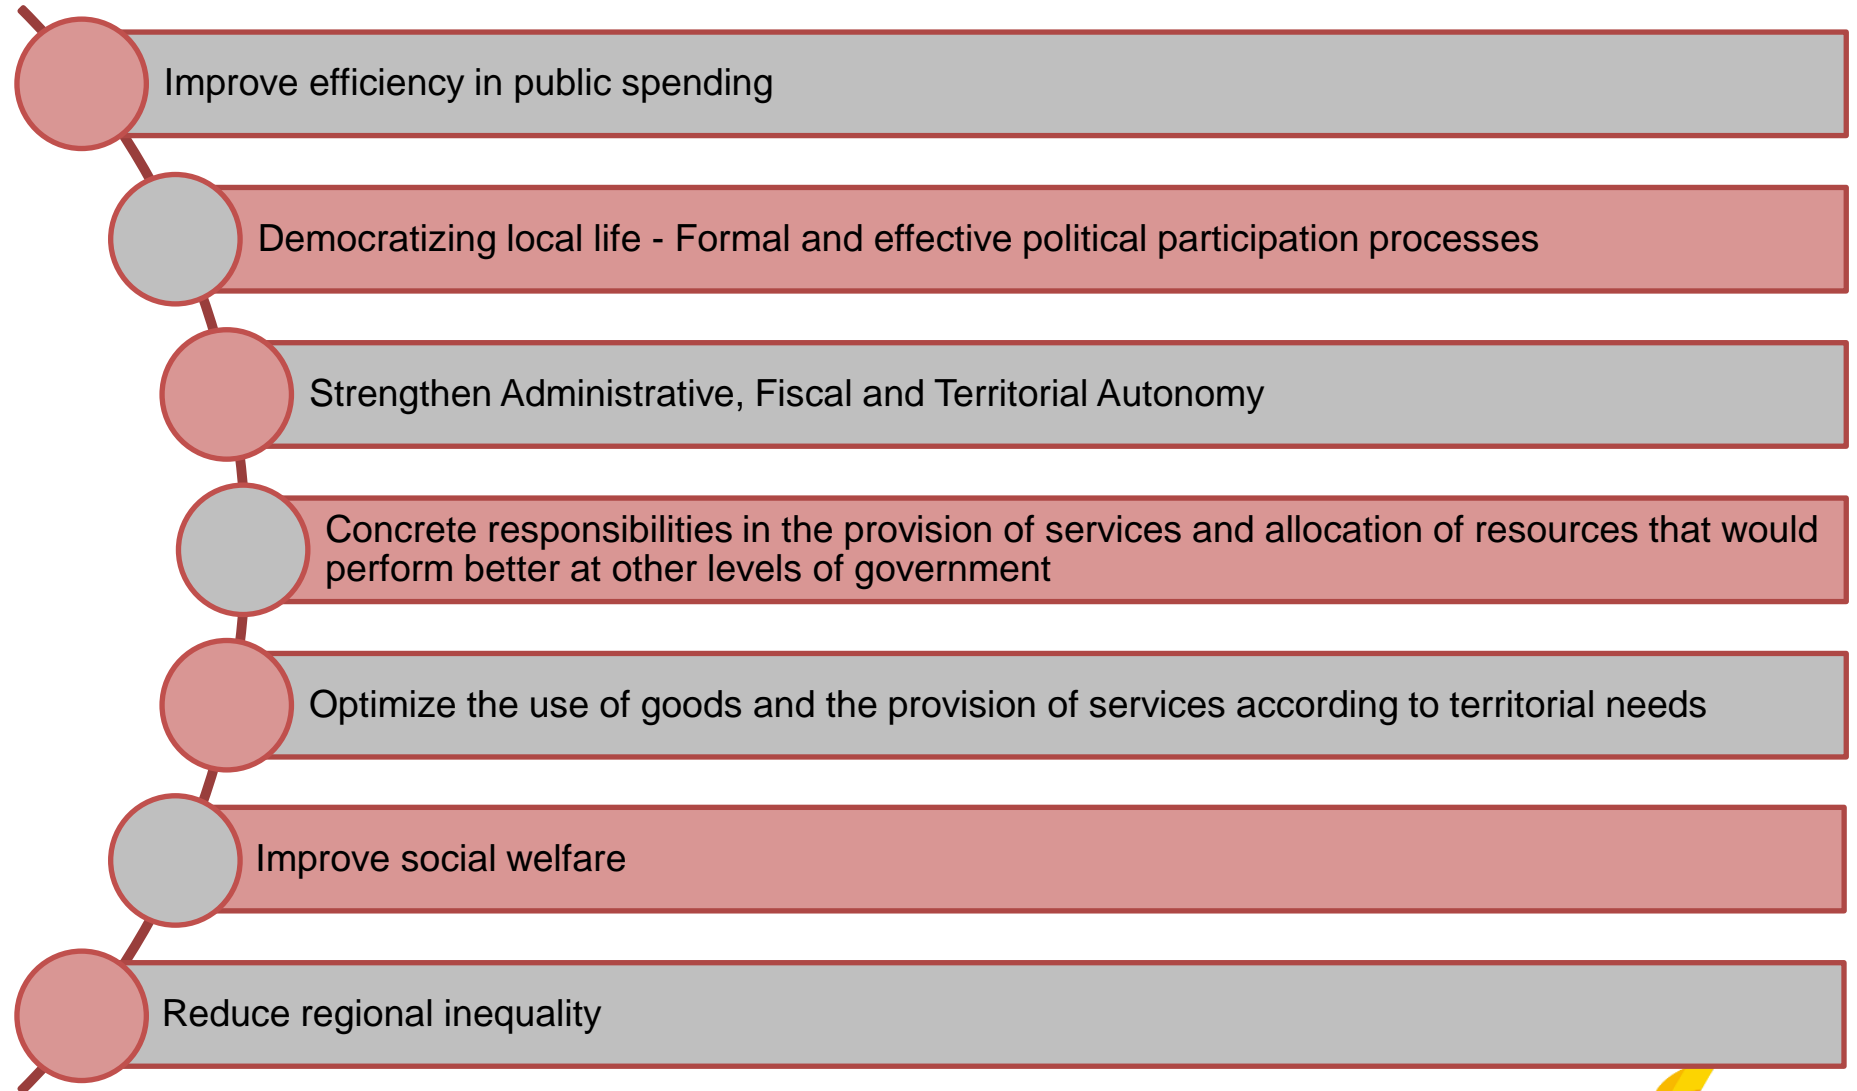 Improve efficiency in public spending
Democratizing local life - Formal and effective political participation processes
Strengthen Administrative, Fiscal and Territorial Autonomy
Concrete responsibilities in the provision of services and allocation of resources that would
perform better at other levels of government
Optimize the use of goods and the provision of services according to territorial needs
Improve social welfare
Reduce regional inequality